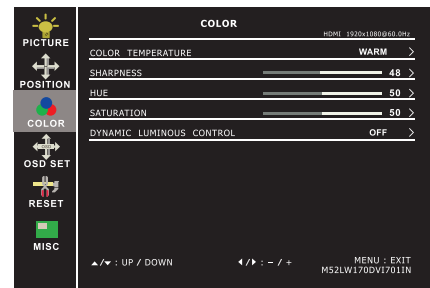 COLOR
HDMI 1920x1080@60.0Hz
PICTURE
POSITION
COLOR
OSD SET
RESET
MISC
COLOR TEMPERATURE WARM >
SHARPNESS 48 >
HUE 50 >
SATURATION 50 >
DYNAMIC LUMINOUS CONTROL OFF >
▲/▼ : UP / DOWN ◀/▶ : – / + MENU : EXIT
M52LW170DVI701IN